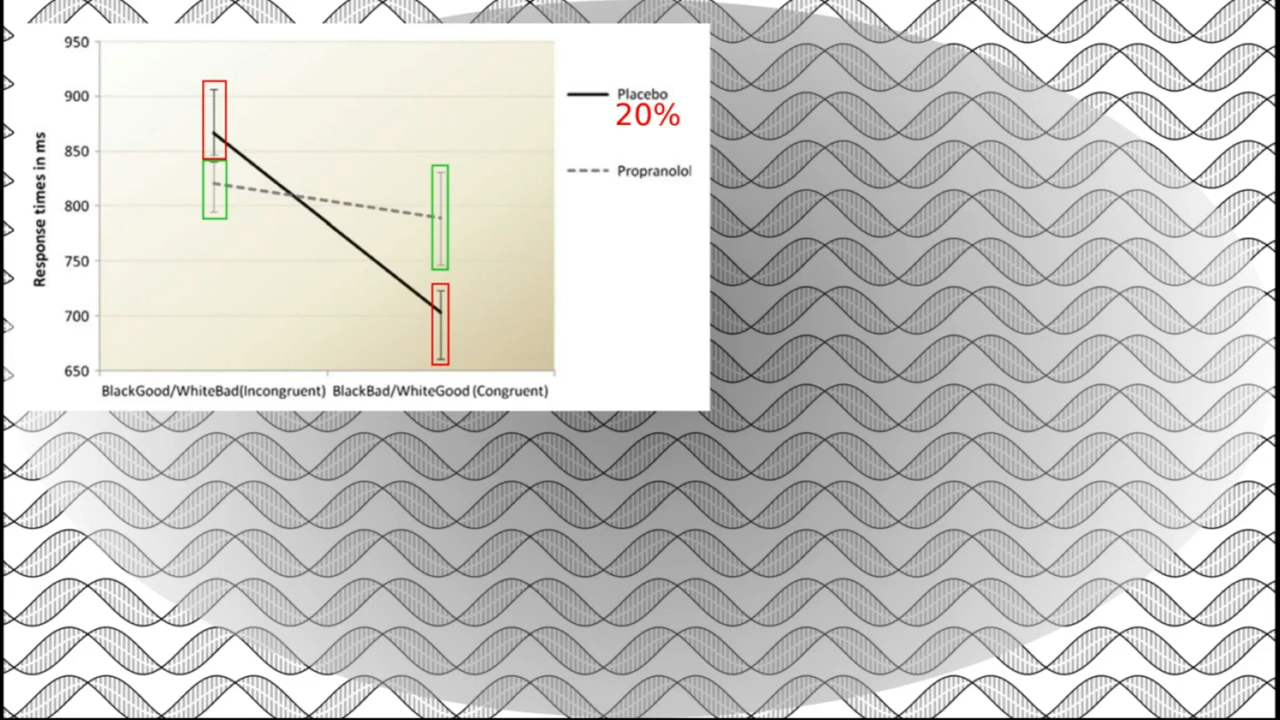 950
900
850
800
750
700
650
Response times in ms
BlackGood/WhiteBad(Incongruent) BlackBad/WhiteGood (Congruent)
Placebo
20%
Propranolol